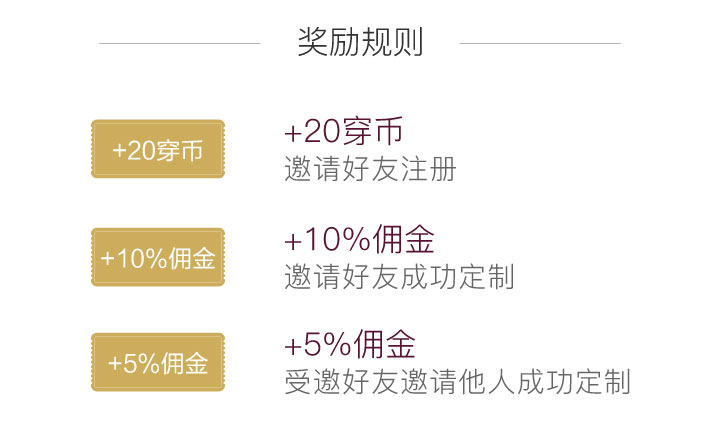 奖励规则
+20穿币
+20穿币
邀请好友注册
+10%佣金
+10%佣金
邀请好友成功定制
+5%佣金
+5%佣金
受邀好友邀请他人成功定制